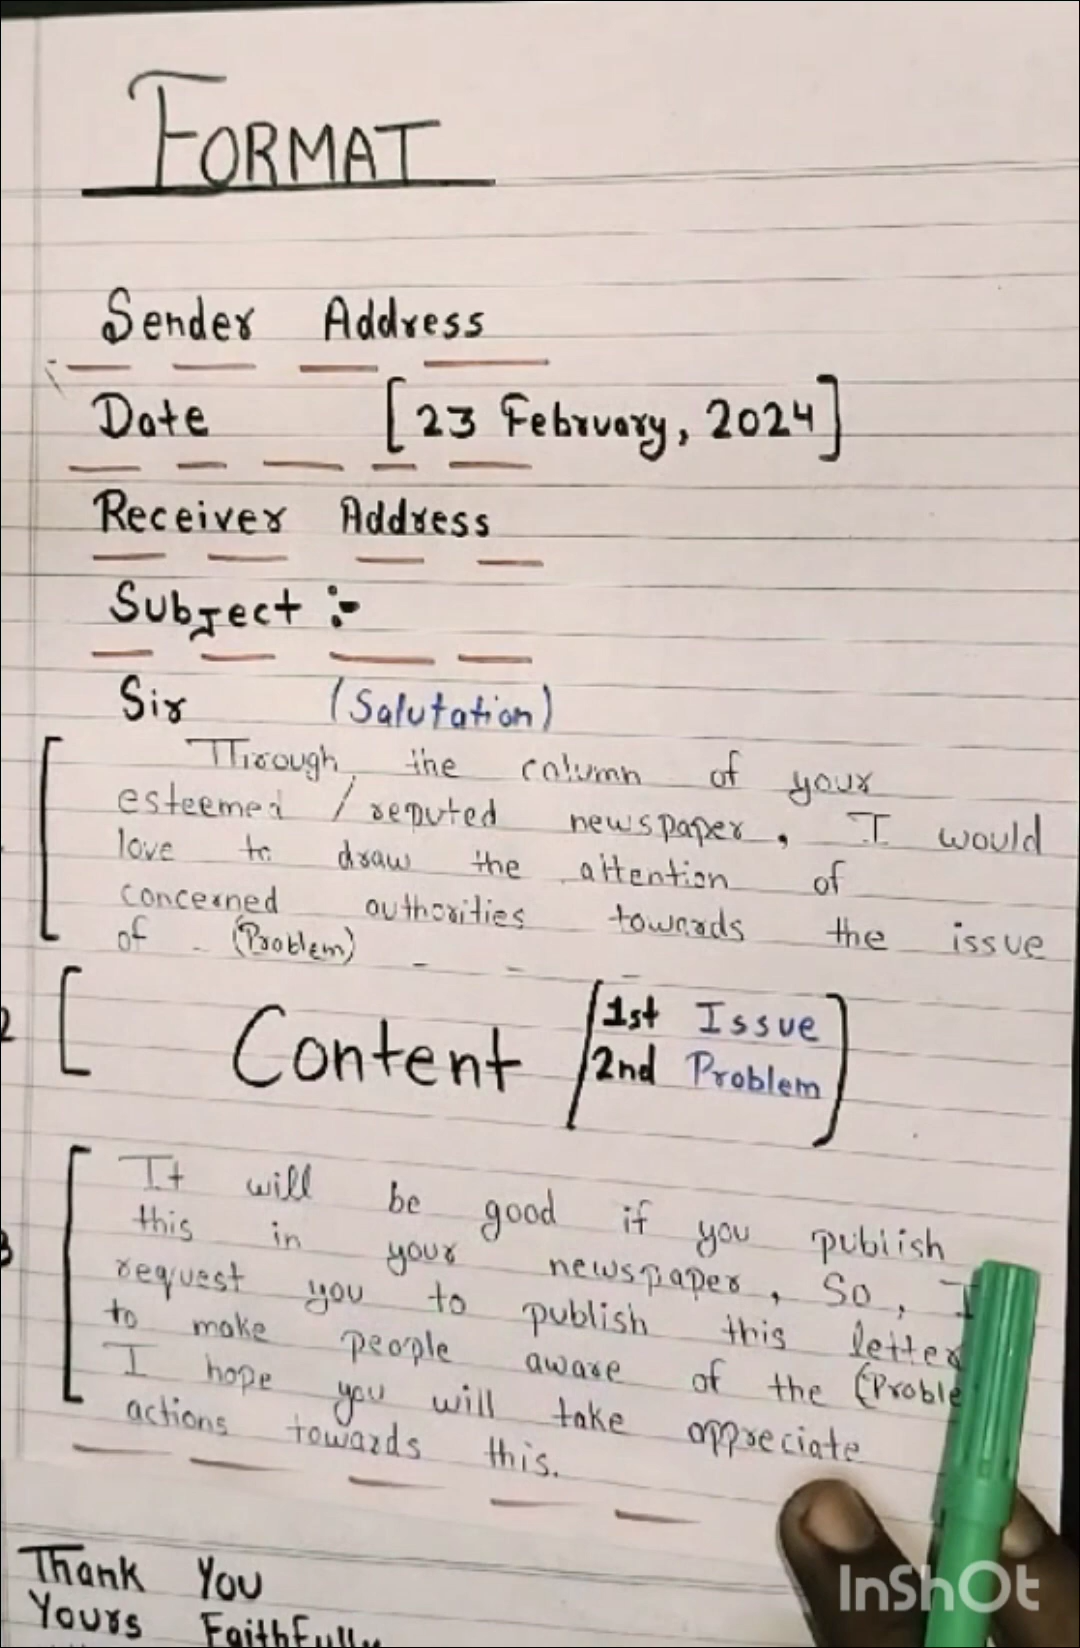 FORMAT
Sender Address
Date [23 February, 2024]
Receiver Address
Subject :-
Sir (Salutation)
Through the column of your
esteemed / reputed newspaper, I would
love to draw the attention of
concerned authorities towards the issue
of - (Problem) - - -
2 [ Content (1st Issue
2nd Problem)
3
It will be good if you publish
this in your newspaper, So, I
request you to publish this letter
to make people aware of the (Proble
I hope you will take appreciate
actions towards this.
Thank You
Yours Faithfully
InShOt